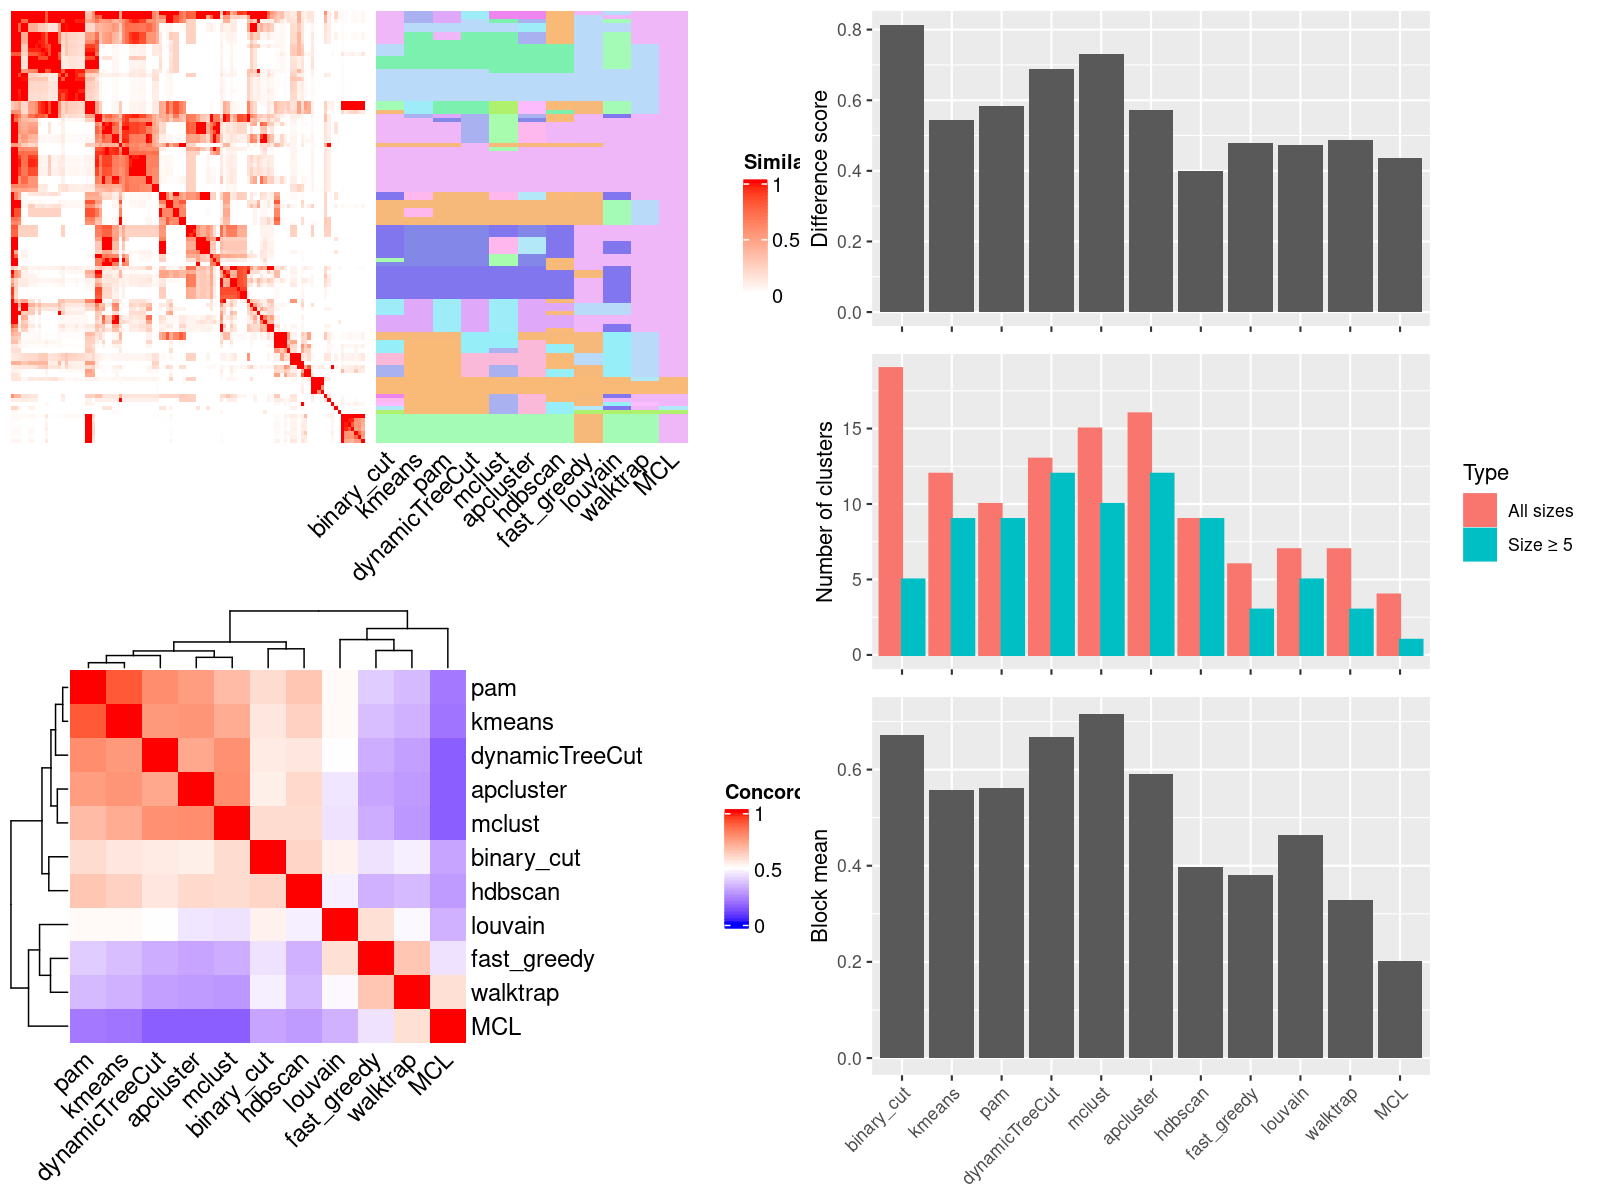 Simila
1
0.5
0
binary_cut
kmeans
pam
dynamicTreeCut
mclust
apcluster
hdbscan
fast_greedy
louvain
walktrap
MCL
pam
kmeans
dynamicTreeCut
apcluster
mclust
binary_cut
hdbscan
louvain
fast_greedy
walktrap
MCL
Concord
1
0.5
0
pam
kmeans
dynamicTreeCut
apcluster
mclust
binary_cut
hdbscan
louvain
fast_greedy
walktrap
MCL
Difference score
0.8
0.6
0.4
0.2
0.0
Number of clusters
15
10
5
0
Type
All sizes
Size ≥ 5
Block mean
0.6
0.4
0.2
0.0
binary_cut
kmeans
pam
dynamicTreeCut
mclust
apcluster
hdbscan
fast_greedy
louvain
walktrap
MCL